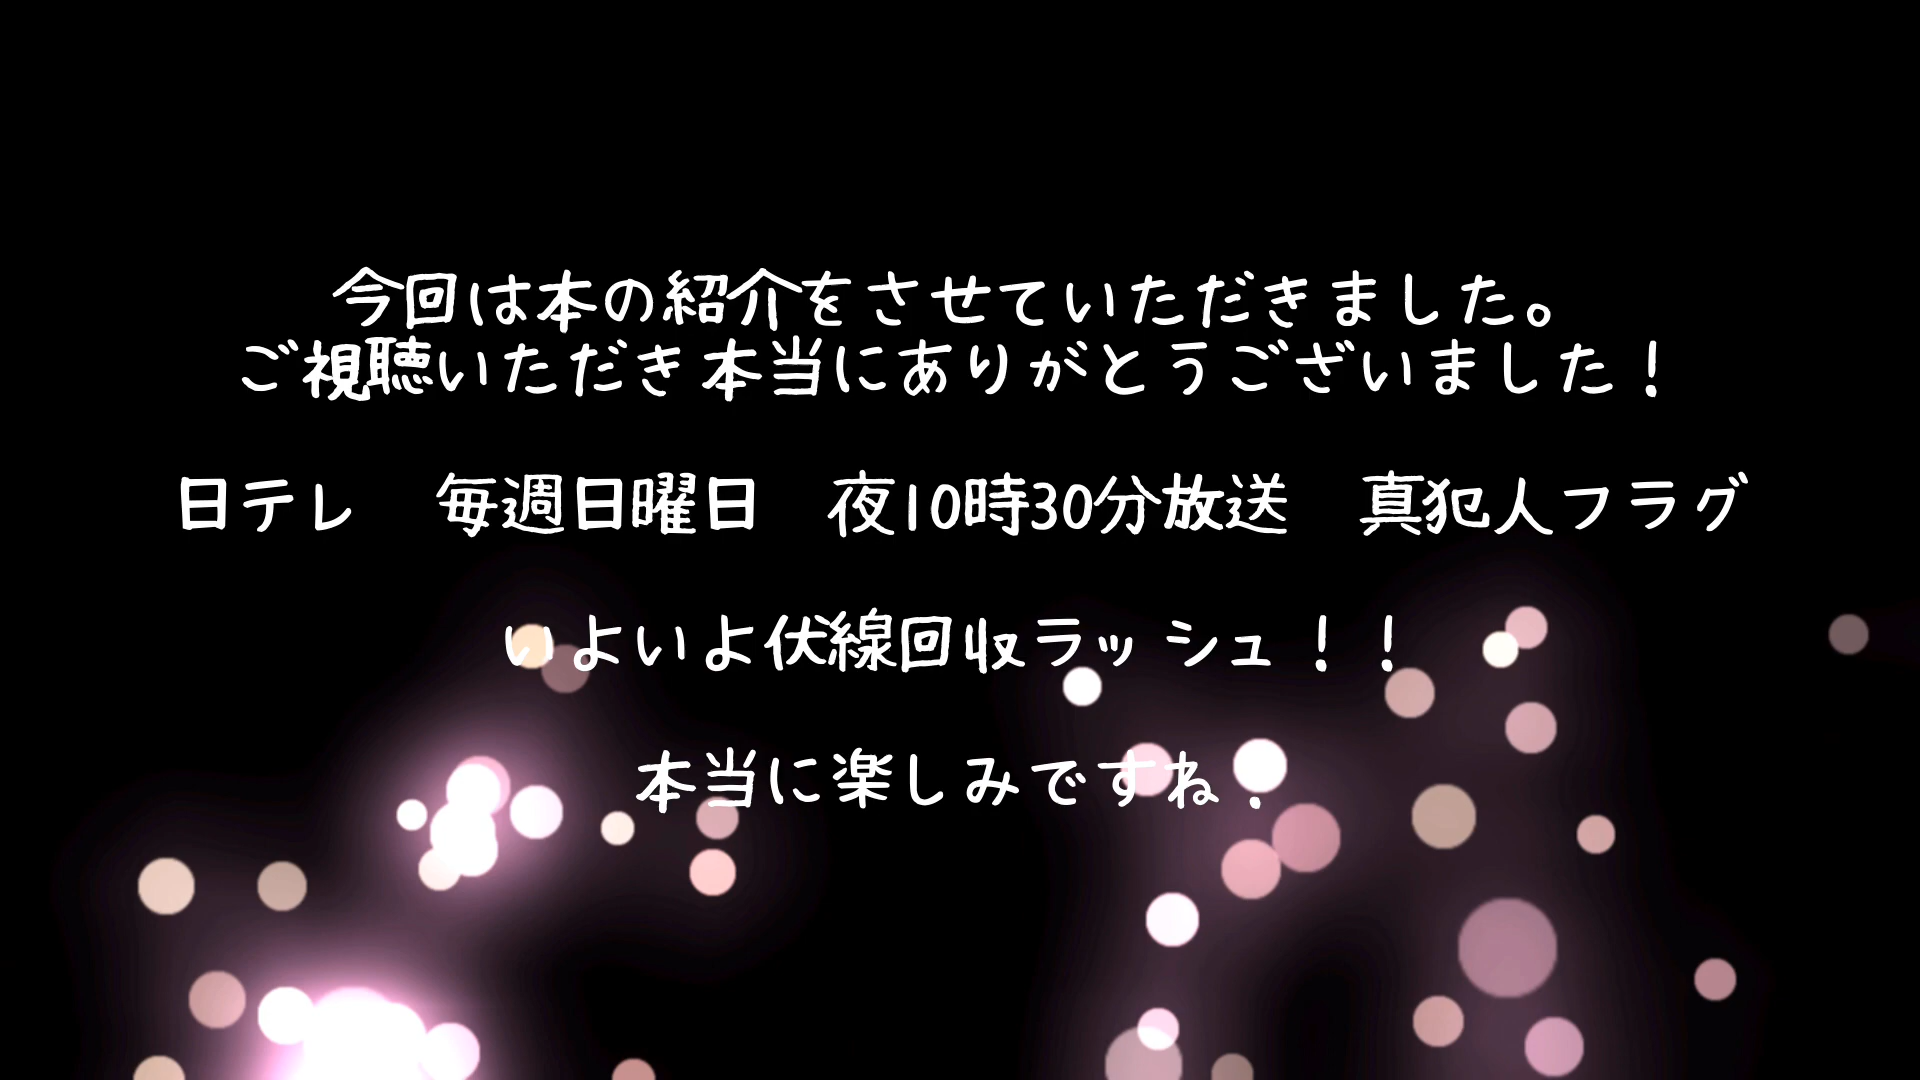 今回は本の紹介をさせていただきました。
ご視聴いただき本当にありがとうございました！
日テレ　毎週日曜日　夜10時30分放送　真犯人フラグ
いよいよ伏線回収ラッシュ！！
本当に楽しみですね！